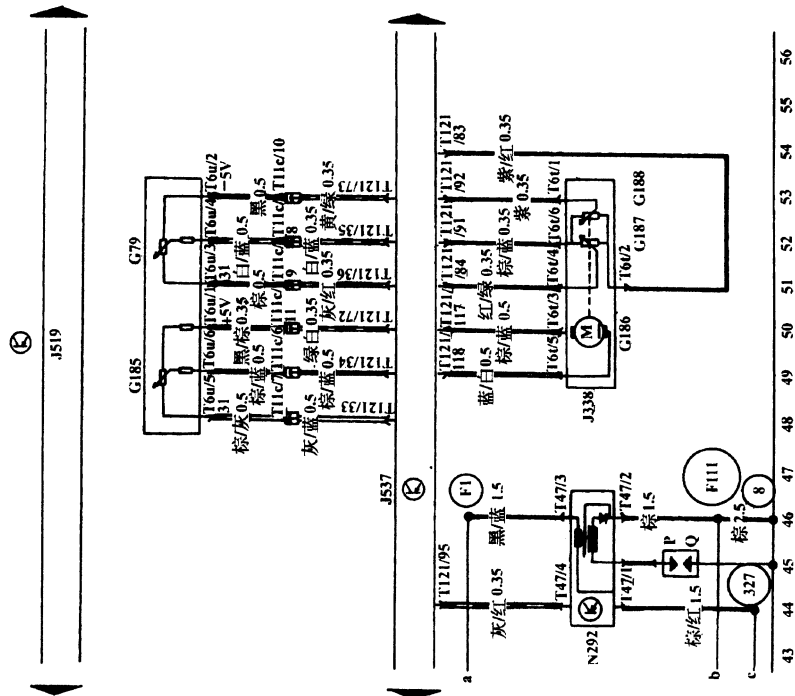 J519
G79
G185
T6u/2
-5V
T6u/4
T6u/3
31
T6u/1
+5V
T6u/6
T6u/5
31
黑 0.5
白/蓝 0.5
棕 0.5
黑/棕 0.35
棕/蓝 0.5
棕/灰 0.5
T11c/10
T11c/6
T11c/7
黄/绿 0.35
白/蓝 0.35
灰/红 0.35
绿/白 0.35
棕/蓝 0.5
灰/蓝 0.5
T121/73
T121/35
T121/36
T121/72
T121/34
T121/33
J537
T121/95
T121
/83
T121
/92
T121
/91
T121
/84
T121/
117
T121/
118
紫/红 0.35
紫 0.35
棕/蓝 0.35
红/绿 0.35
棕/蓝 0.5
蓝/白 0.5
T6t/1
T6t/6
T6t/4
T6t/3
T6t/5
T6t/2
M
G188
G187
G186
J338
F1
黑/蓝 1.5
灰/红 0.35
T47/3
T47/4
T47/2
T47/1
N292
棕 1.5
棕/红 1.5
棕 2.5
P
Q
F111
8
327
a
b
c
43
44
45
46
47
48
49
50
51
52
53
54
55
56